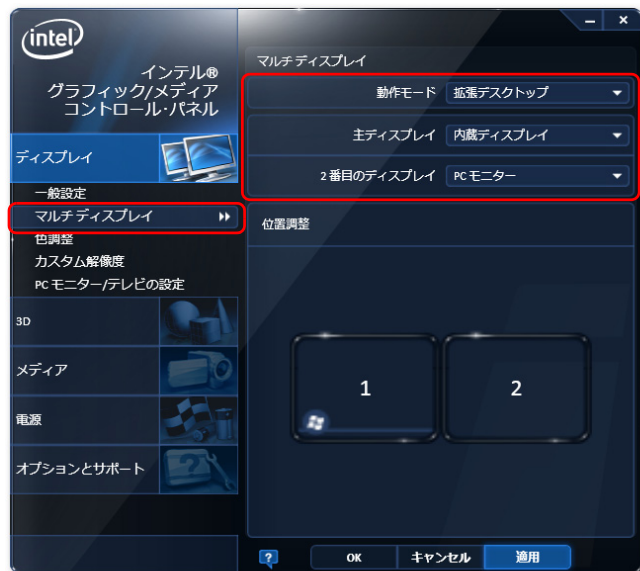 intel
インテル®
グラフィック/メディア
コントロール・パネル
ディスプレイ
一般設定
マルチディスプレイ
色調整
カスタム解像度
PC モニター/テレビの設定
3D
メディア
電源
オプションとサポート
マルチディスプレイ
動作モード 拡張デスクトップ
主ディスプレイ 内蔵ディスプレイ
2番目のディスプレイ PCモニター
位置調整
1 2
? OK キャンセル 適用